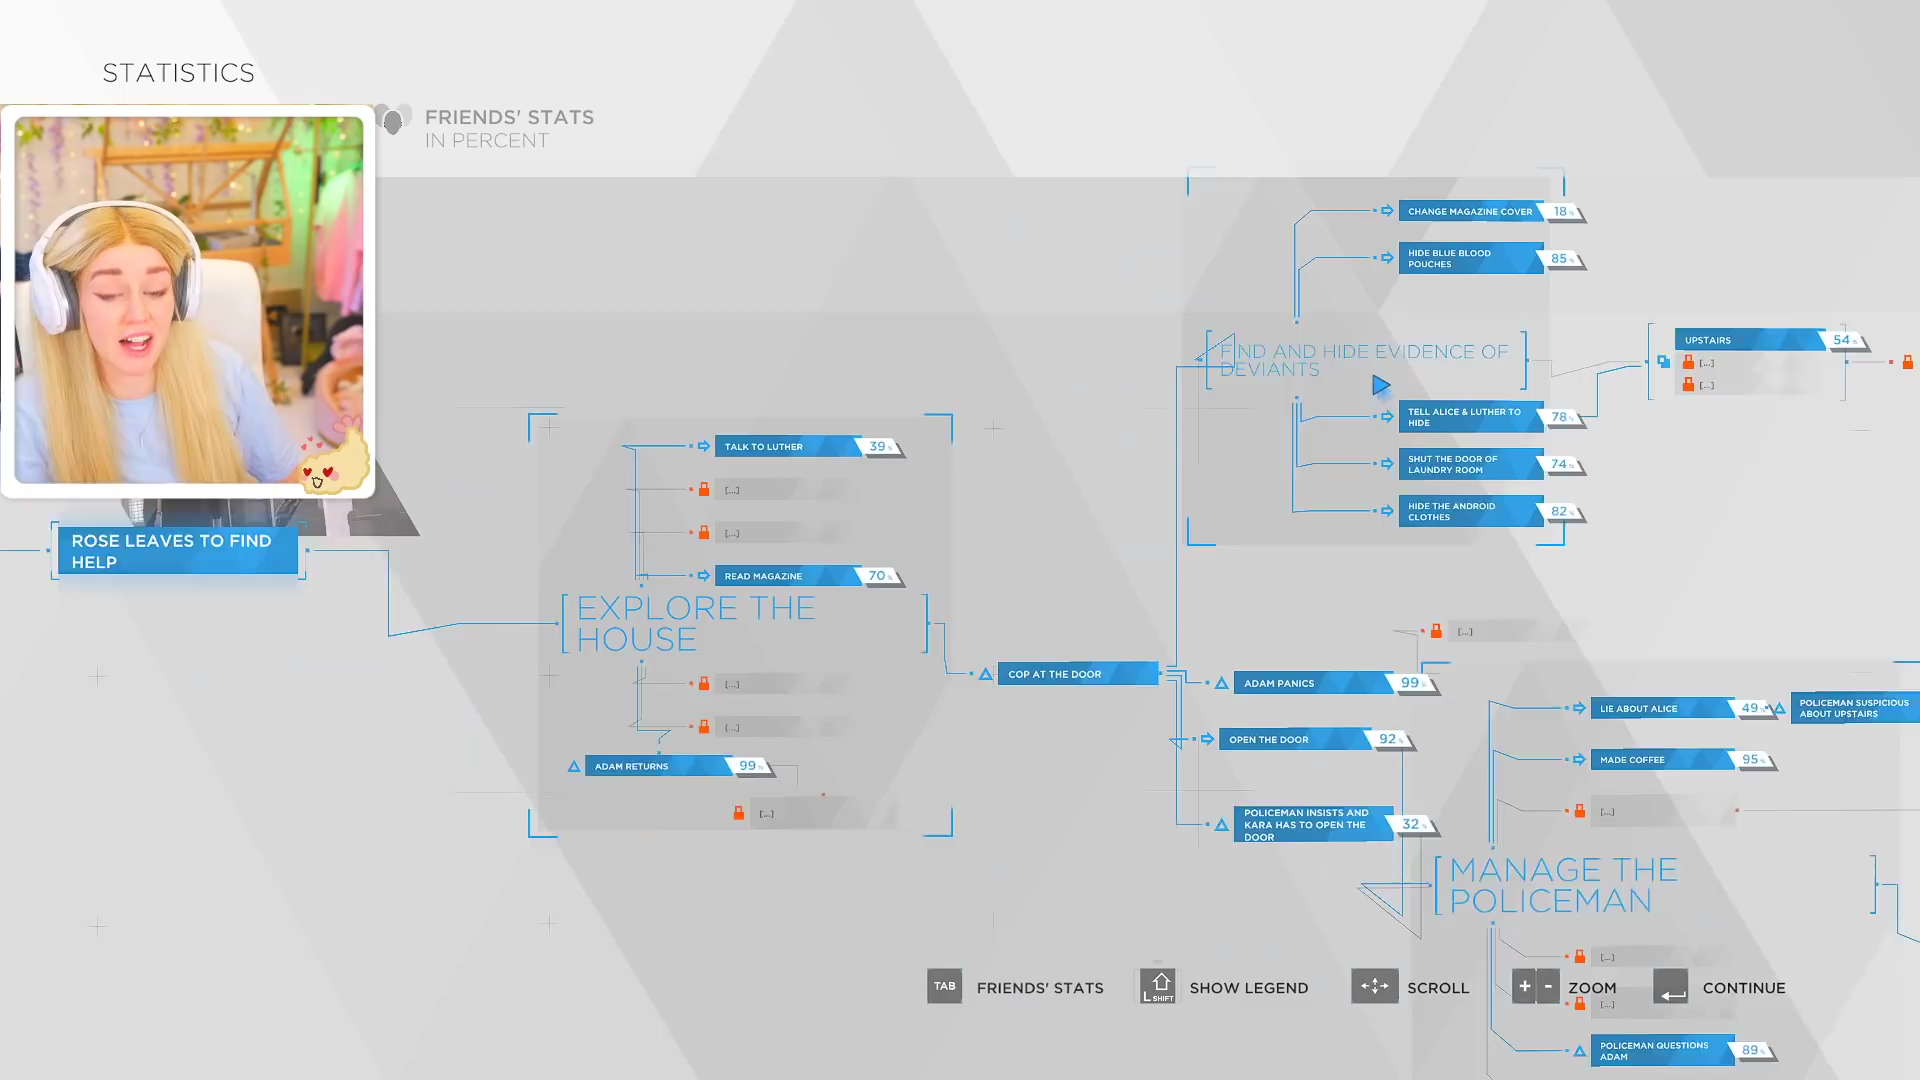 STATISTICS
FRIENDS' STATS
IN PERCENT
ROSE LEAVES TO FIND
HELP
TALK TO LUTHER 39%
[...]
[...]
READ MAGAZINE 70%
EXPLORE THE
HOUSE
[...]
[...]
ADAM RETURNS 99%
[...]
COP AT THE DOOR
CHANGE MAGAZINE COVER 18%
HIDE BLUE BLOOD
POUCHES 85%
FIND AND HIDE EVIDENCE OF
DEVIANTS
TELL ALICE & LUTHER TO
HIDE 78%
SHUT THE DOOR OF
LAUNDRY ROOM 74%
HIDE THE ANDROID
CLOTHES 82%
UPSTAIRS 54%
[...]
[...]
[...]
ADAM PANICS 99%
OPEN THE DOOR 92%
POLICEMAN INSISTS AND
KARA HAS TO OPEN THE
DOOR 32%
LIE ABOUT ALICE 49%
POLICEMAN SUSPICIOUS
ABOUT UPSTAIRS
MADE COFFEE 95%
[...]
MANAGE THE
POLICEMAN
[...]
[...]
POLICEMAN QUESTIONS
ADAM 89%
TAB FRIENDS' STATS
L SHIFT SHOW LEGEND
SCROLL
+ - ZOOM
CONTINUE